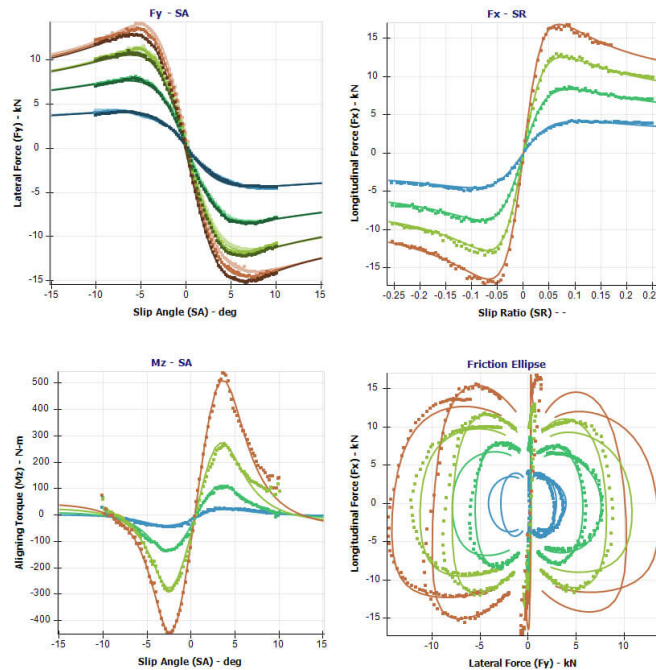 Fy - SA
Lateral Force (Fy) - kN
10
5
0
-5
-10
-15
-15 -10 -5 0 5 10 15
Slip Angle (SA) - deg
Fx - SR
Longitudinal Force (Fx) - kN
15
10
5
0
-5
-10
-15
-0.25 -0.2 -0.15 -0.1 -0.05 0 0.05 0.1 0.15 0.2 0.25
Slip Ratio (SR) - -
Mz - SA
Aligning Torque (Mz) - N-m
500
400
300
200
100
0
-100
-200
-300
-400
-15 -10 -5 0 5 10 15
Slip Angle (SA) - deg
Friction Ellipse
Longitudinal Force (Fx) - kN
15
10
5
0
-5
-10
-15
-10 -5 0 5 10
Lateral Force (Fy) - kN